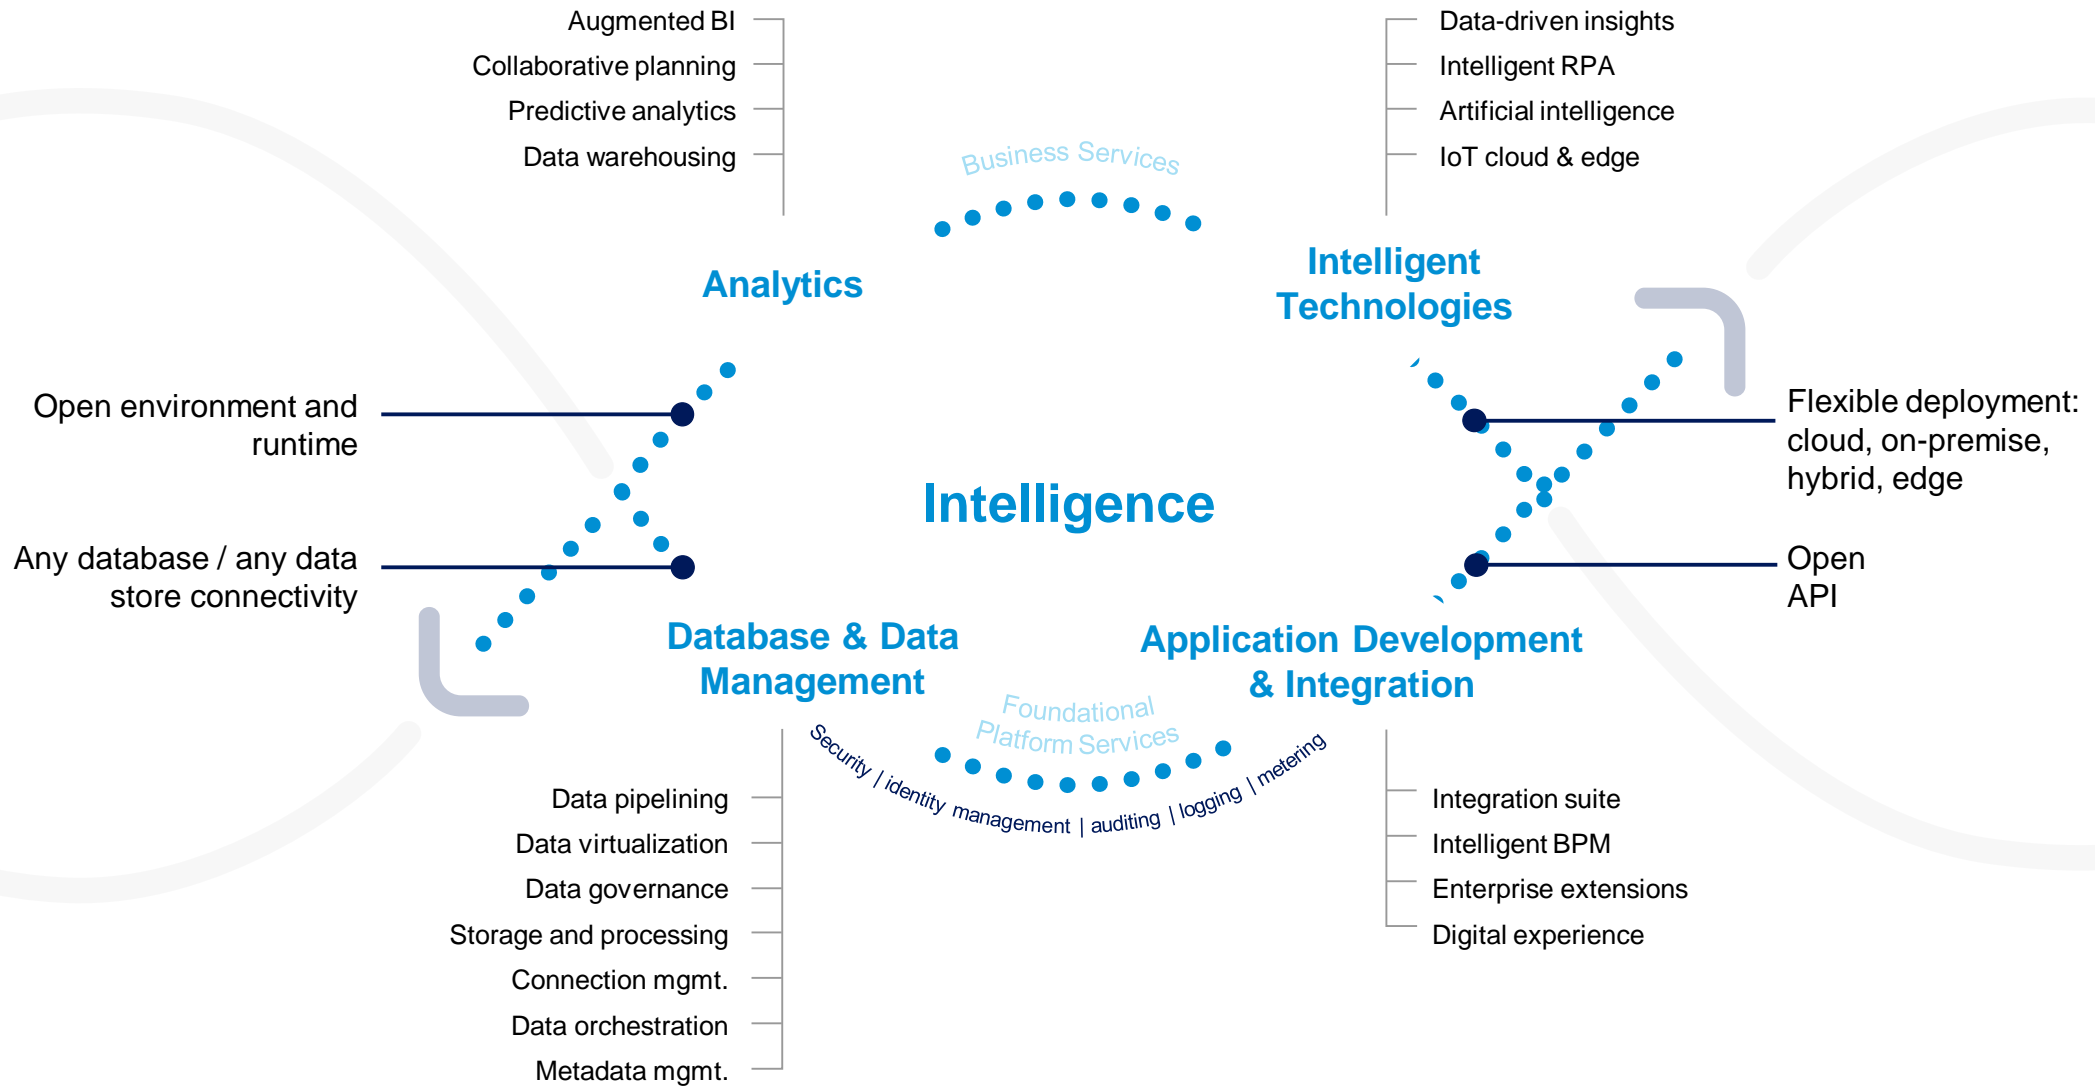 Augmented BI
Collaborative planning
Predictive analytics
Data warehousing
Data-driven insights
Intelligent RPA
Artificial intelligence
IoT cloud & edge
Business Services
Analytics
Intelligent
Technologies
Open environment and
runtime
Any database / any data
store connectivity
Intelligence
Flexible deployment:
cloud, on-premise,
hybrid, edge
Open
API
Database & Data
Management
Application Development
& Integration
Foundational
Platform Services
Security | identity management | auditing | logging | metering
Data pipelining
Data virtualization
Data governance
Storage and processing
Connection mgmt.
Data orchestration
Metadata mgmt.
Integration suite
Intelligent BPM
Enterprise extensions
Digital experience